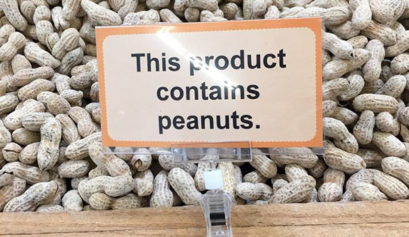 This product
contains
peanuts.